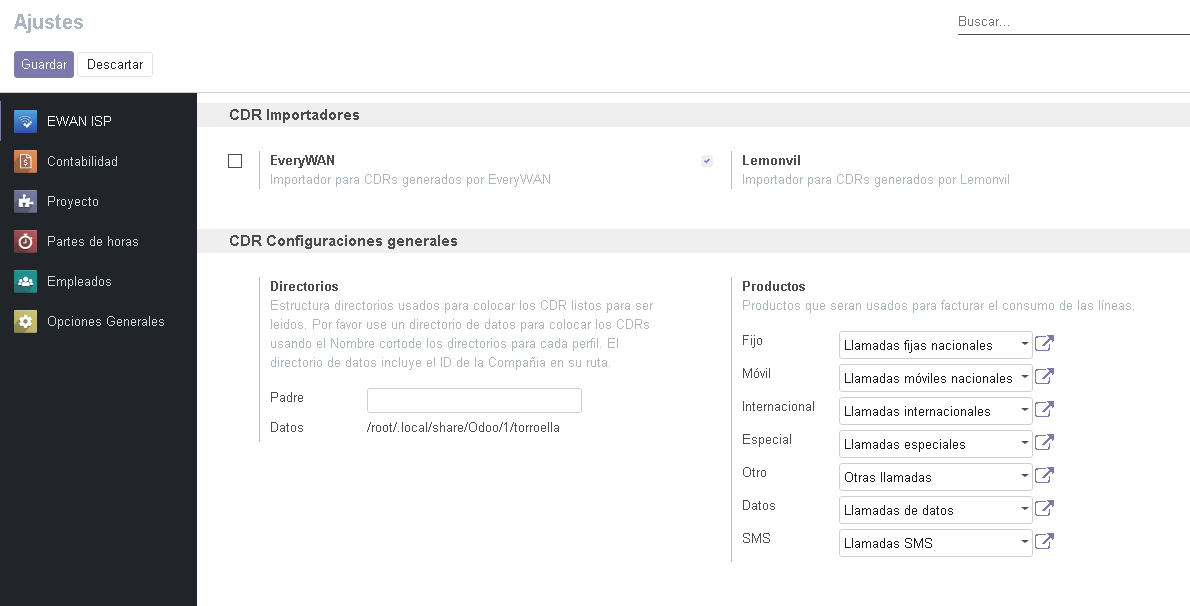 Ajustes
Buscar...
Guardar Descartar
EWAN ISP
Contabilidad
Proyecto
Partes de horas
Empleados
Opciones Generales
CDR Importadores
EveryWAN
Importador para CDRs generados por EveryWAN
Lemonvil
Importador para CDRs generados por Lemonvil
CDR Configuraciones generales
Directorios
Estructura directorios usados para colocar los CDR listos para ser
leidos. Por favor use un directorio de datos para colocar los CDRs
usando el Nombre cortode los directorios para cada perfil. El
directorio de datos incluye el ID de la Compañia en su ruta.
Padre
Datos /root/.local/share/Odoo/1/torroella
Productos
Productos que seran usados para facturar el consumo de las líneas.
Fijo Llamadas fijas nacionales
Móvil Llamadas móviles nacionales
Internacional Llamadas internacionales
Especial Llamadas especiales
Otro Otras llamadas
Datos Llamadas de datos
SMS Llamadas SMS